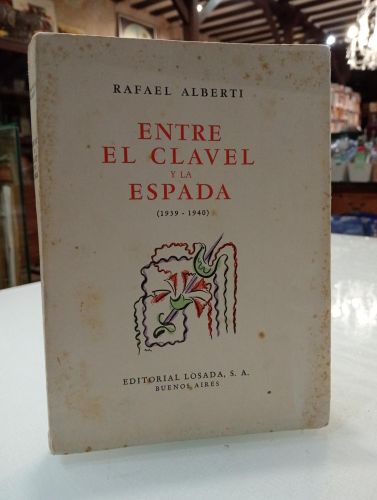 RAFAEL ALBERTI
ENTRE
EL CLAVEL
Y LA
ESPADA
(1939 - 1940)
EDITORIAL LOSADA, S. A.
BUENOS AIRES